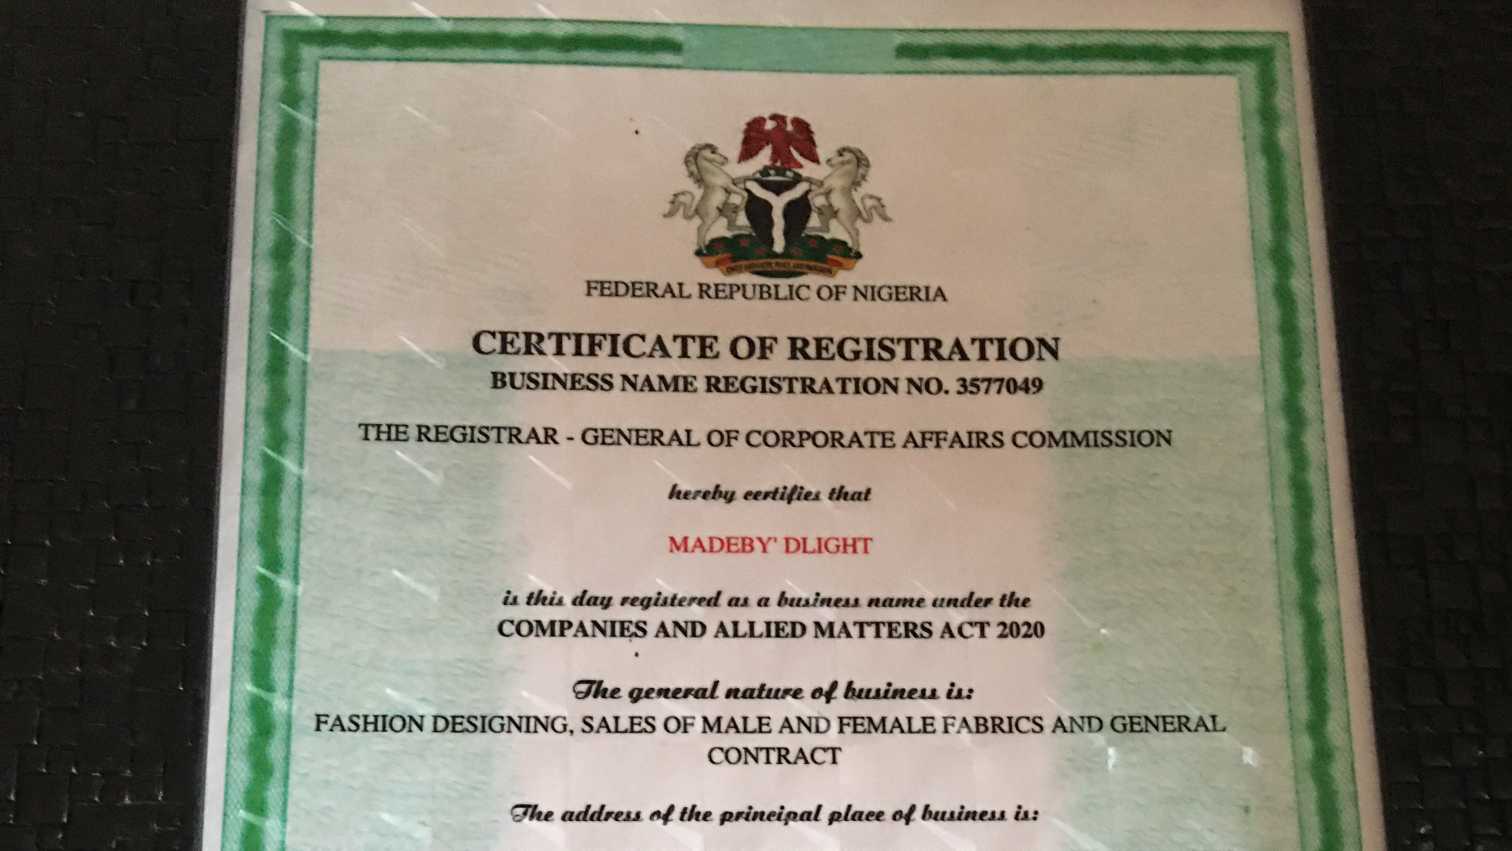 FEDERAL REPUBLIC OF NIGERIA
CERTIFICATE OF REGISTRATION
BUSINESS NAME REGISTRATION NO. 3577049
THE REGISTRAR - GENERAL OF CORPORATE AFFAIRS COMMISSION
hereby certifies that
MADEBY' DLIGHT
is this day registered as a business name under the
COMPANIES AND ALLIED MATTERS ACT 2020
The general nature of business is:
FASHION DESIGNING, SALES OF MALE AND FEMALE FABRICS AND GENERAL
CONTRACT
The address of the principal place of business is: